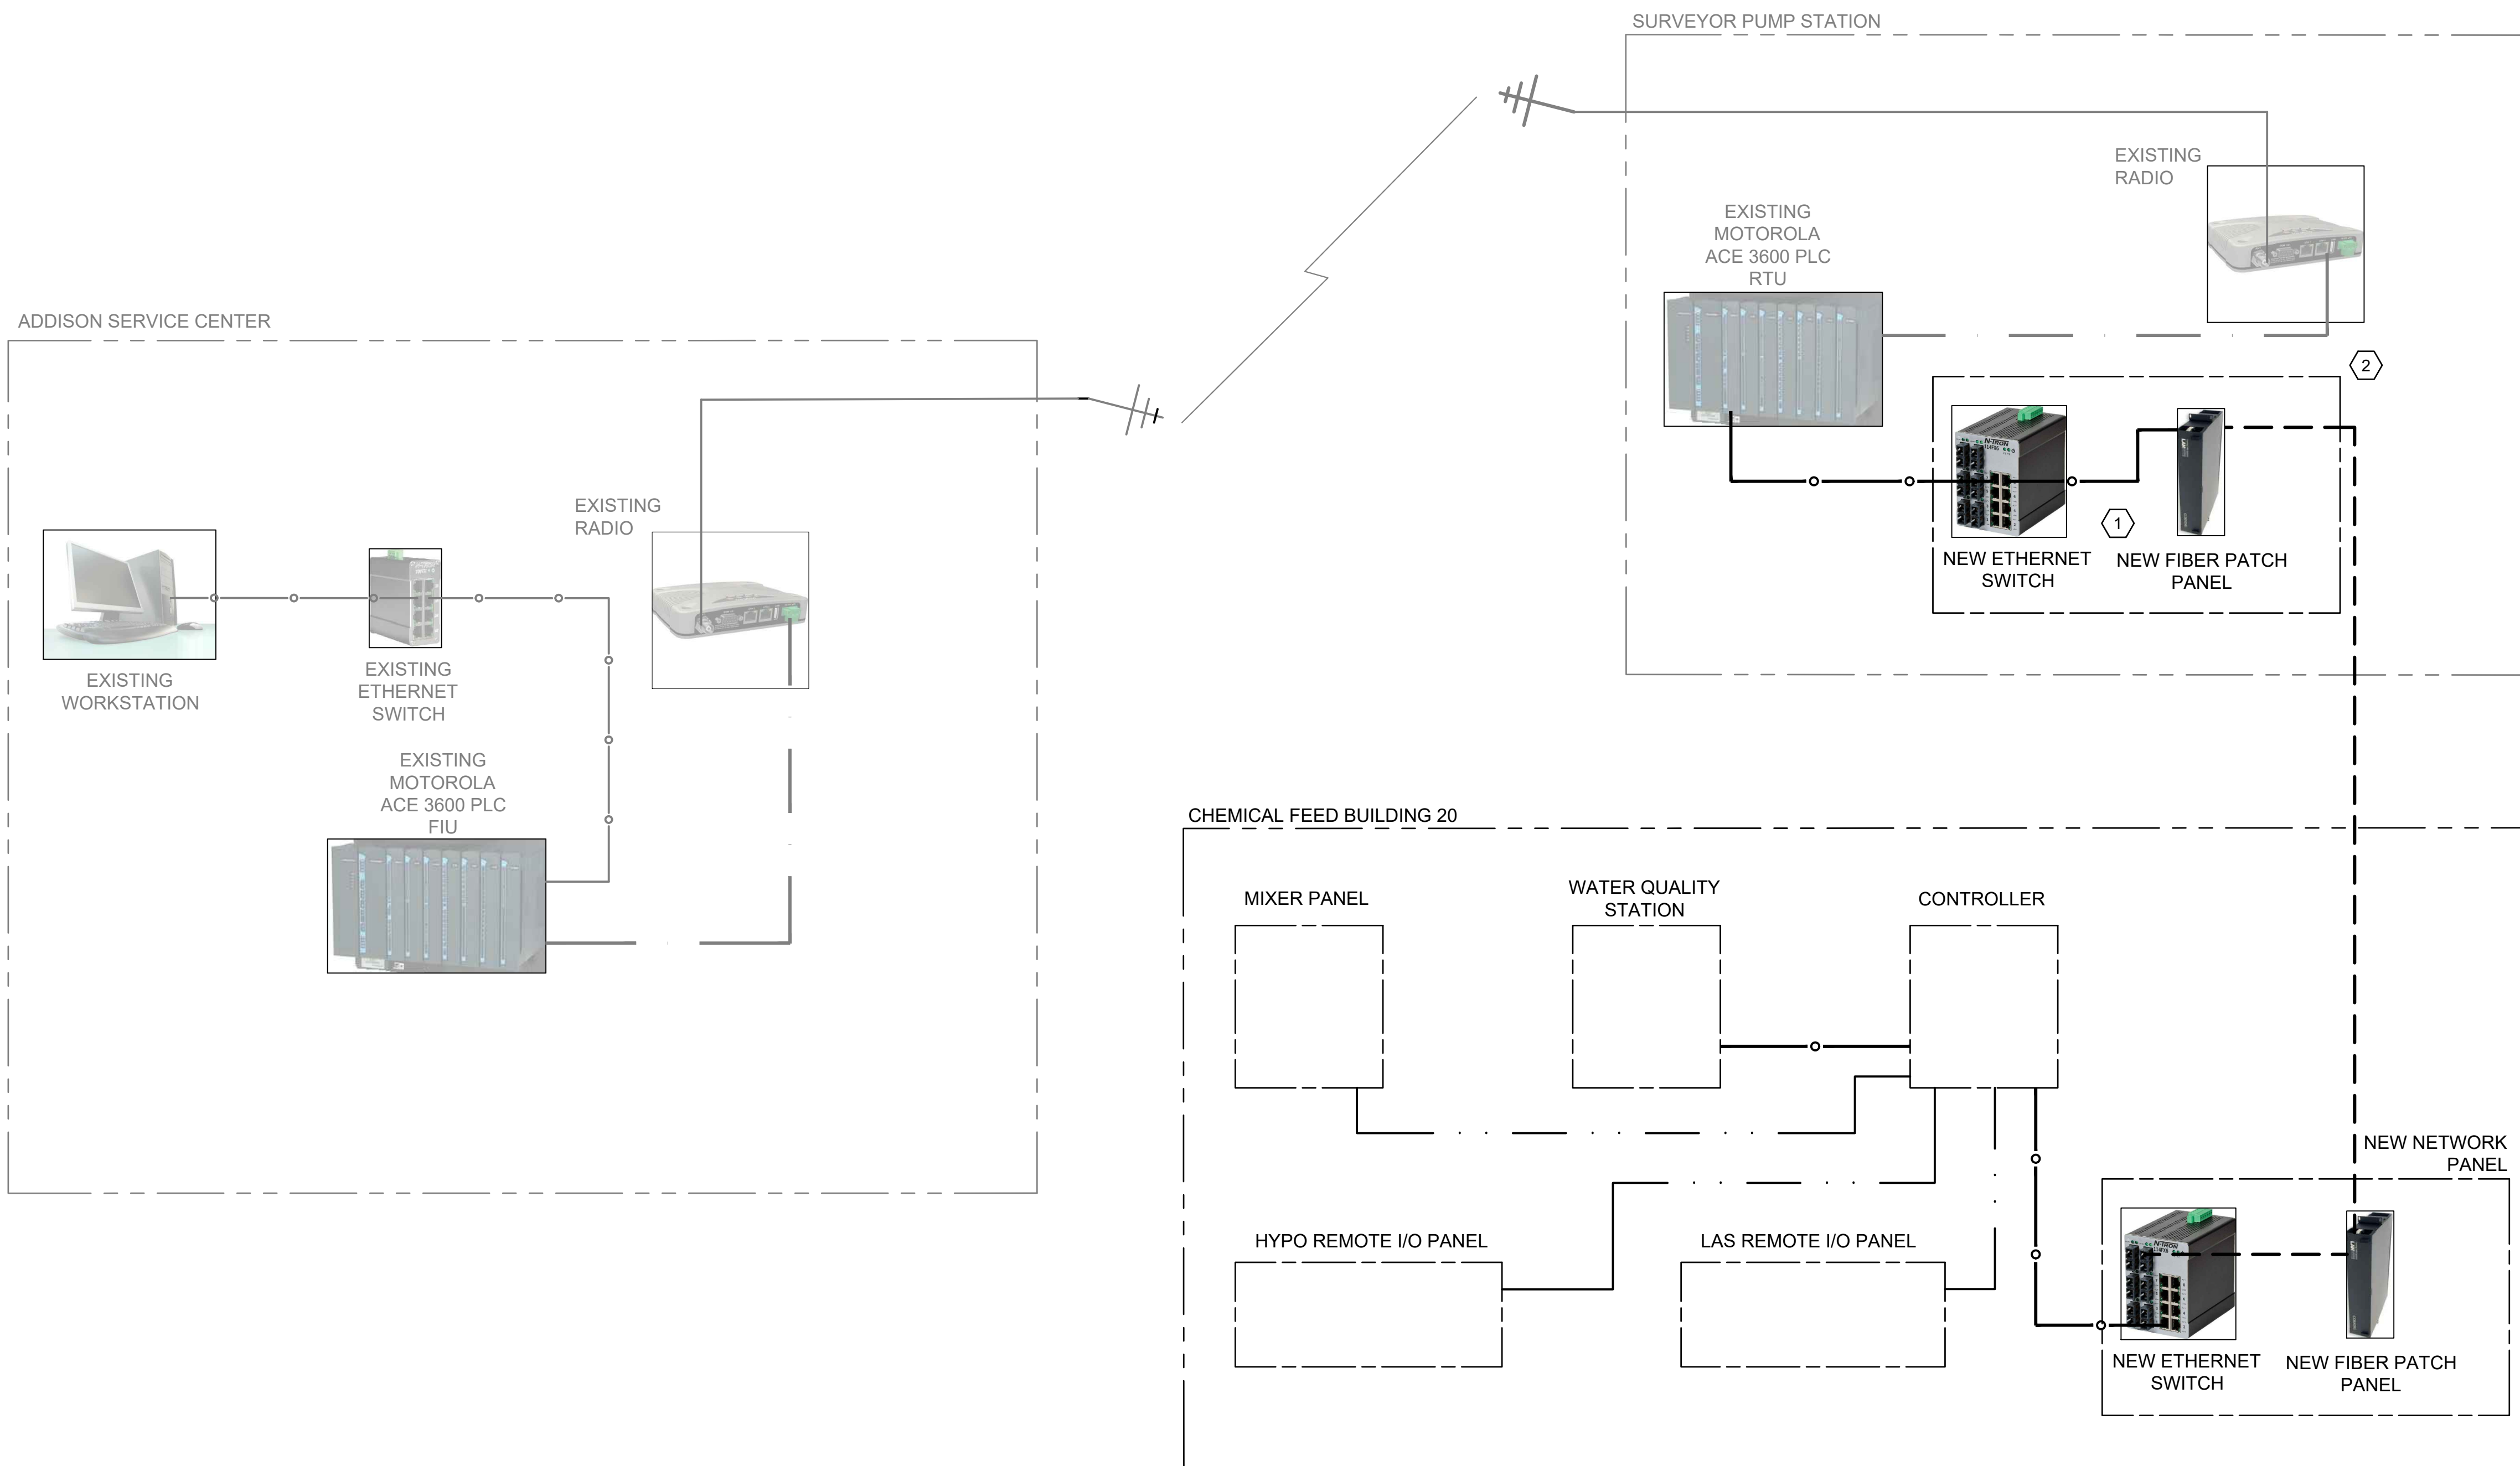 SURVEYOR PUMP STATION
EXISTING
RADIO
EXISTING
MOTOROLA
ACE 3600 PLC
RTU
2
N-TRON
1
NEW ETHERNET
SWITCH
NEW FIBER PATCH
PANEL
ADDISON SERVICE CENTER
EXISTING
RADIO
EXISTING
WORKSTATION
EXISTING
ETHERNET
SWITCH
EXISTING
MOTOROLA
ACE 3600 PLC
FIU
CHEMICAL FEED BUILDING 20
MIXER PANEL
WATER QUALITY
STATION
CONTROLLER
NEW NETWORK
PANEL
HYPO REMOTE I/O PANEL
LAS REMOTE I/O PANEL
N-TRON
NEW ETHERNET
SWITCH
NEW FIBER PATCH
PANEL